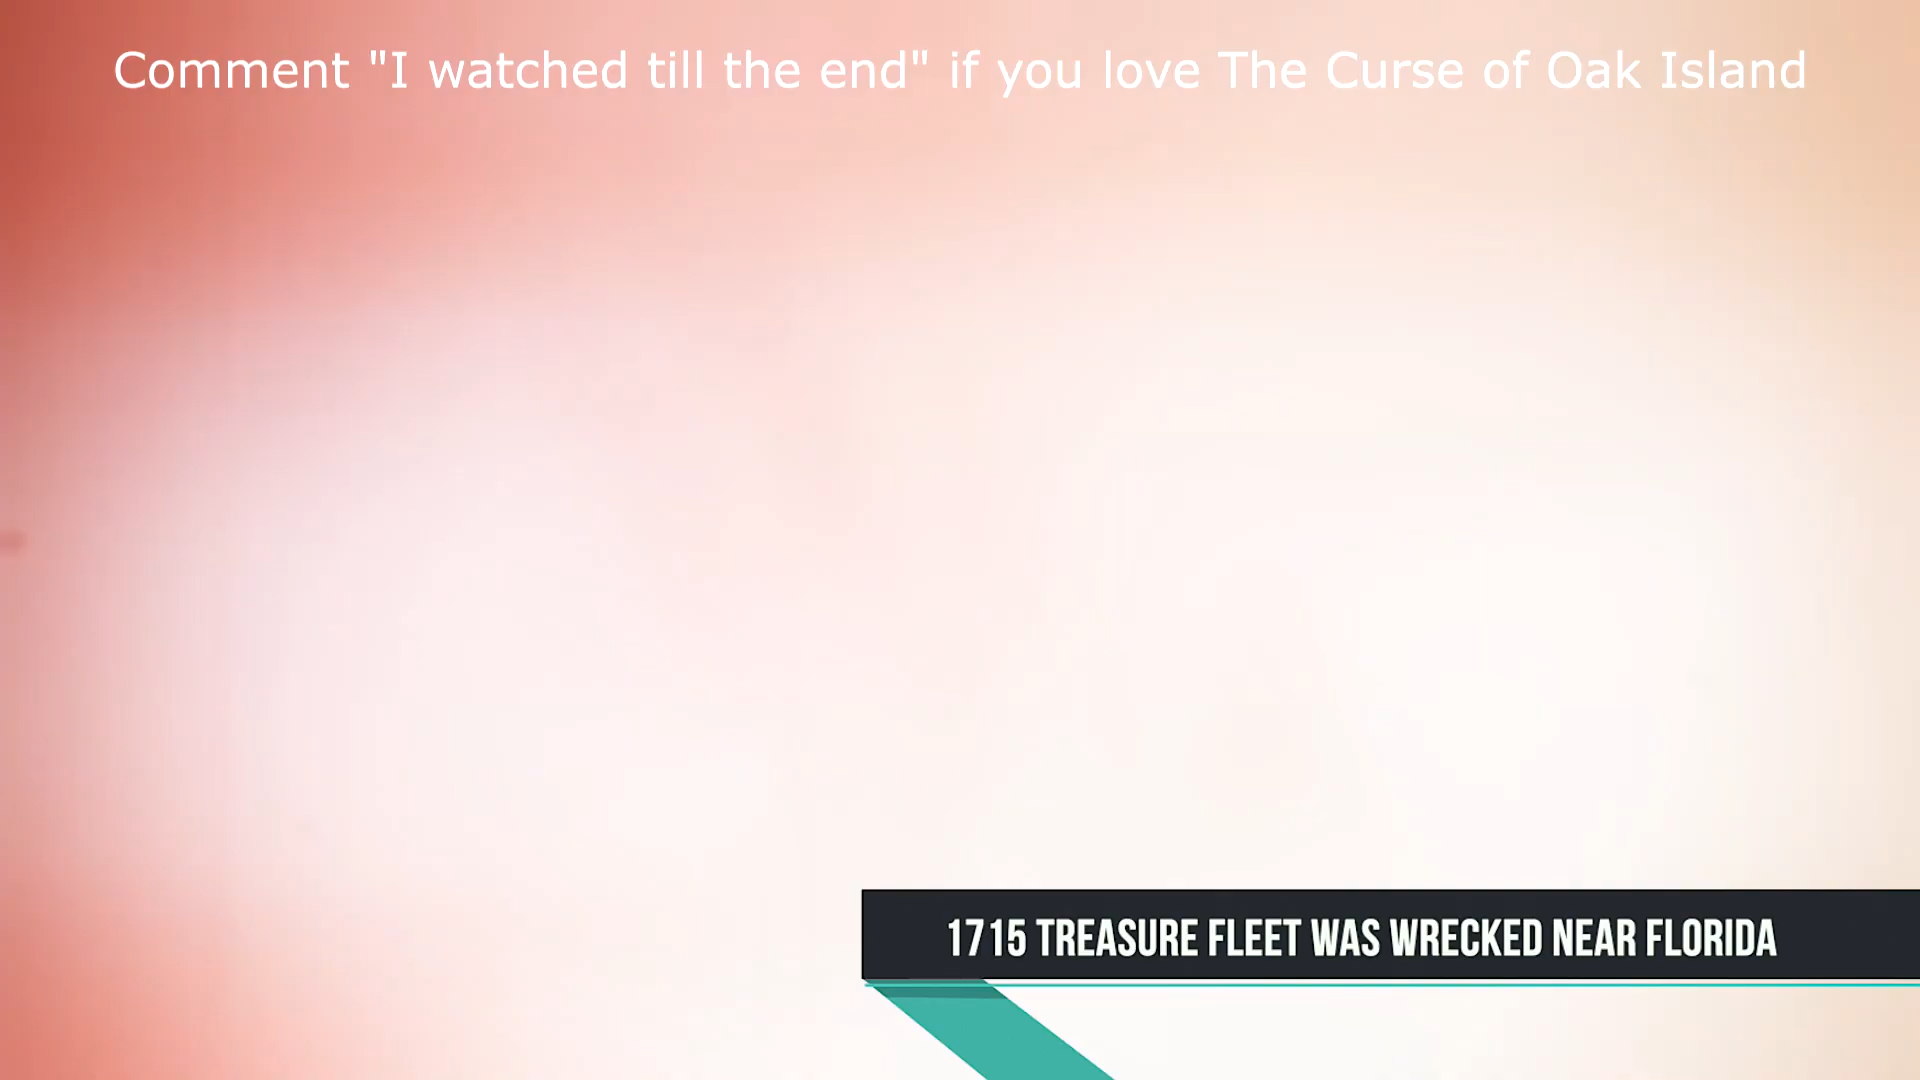 Comment "I watched till the end" if you love The Curse of Oak Island
1715 TREASURE FLEET WAS WRECKED NEAR FLORIDA